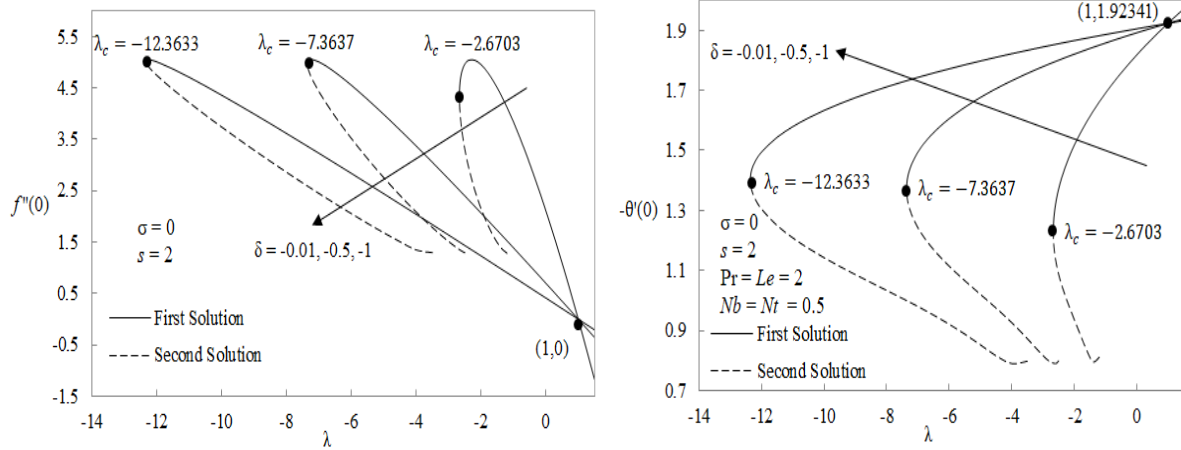 5.5
4.5
3.5
2.5
1.5
0.5
-0.5
-1.5
f''(0)
λc = −12.3633
λc = −7.3637
λc = −2.6703
σ = 0
s = 2
δ = -0.01, -0.5, -1
First Solution
Second Solution
(1,0)
-14 -12 -10 -8 -6 -4 -2 0
λ
1.9
1.7
1.5
1.3
1.1
0.9
0.7
-θ'(0)
(1,1.92341)
δ = -0.01, -0.5, -1
λc = −12.3633
λc = −7.3637
λc = −2.6703
σ = 0
s = 2
Pr = Le = 2
Nb = Nt = 0.5
First Solution
Second Solution
-14 -12 -10 -8 -6 -4 -2 0
λ